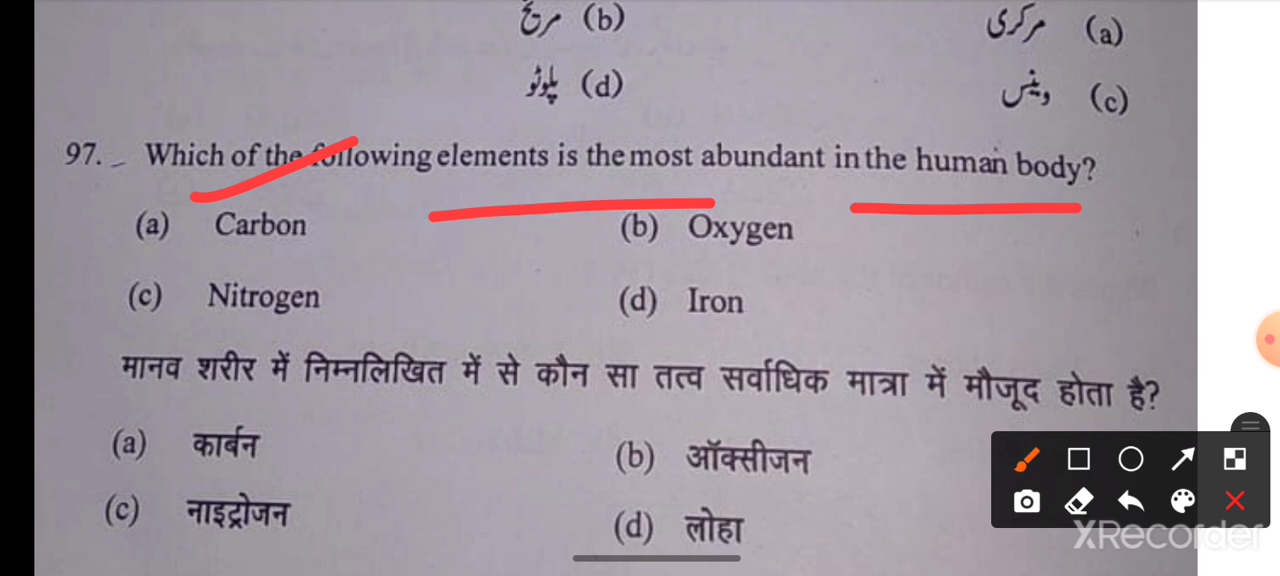 مریخ (b) مرکری (a)
پلوٹو (d) وینس (c)
97. Which of the following elements is the most abundant in the human body?
(a) Carbon (b) Oxygen
(c) Nitrogen (d) Iron
मानव शरीर में निम्नलिखित में से कौन सा तत्व सर्वाधिक मात्रा में मौजूद होता है?
(a) कार्बन (b) ऑक्सीजन
(c) नाइट्रोजन (d) लोहा
XRecorder